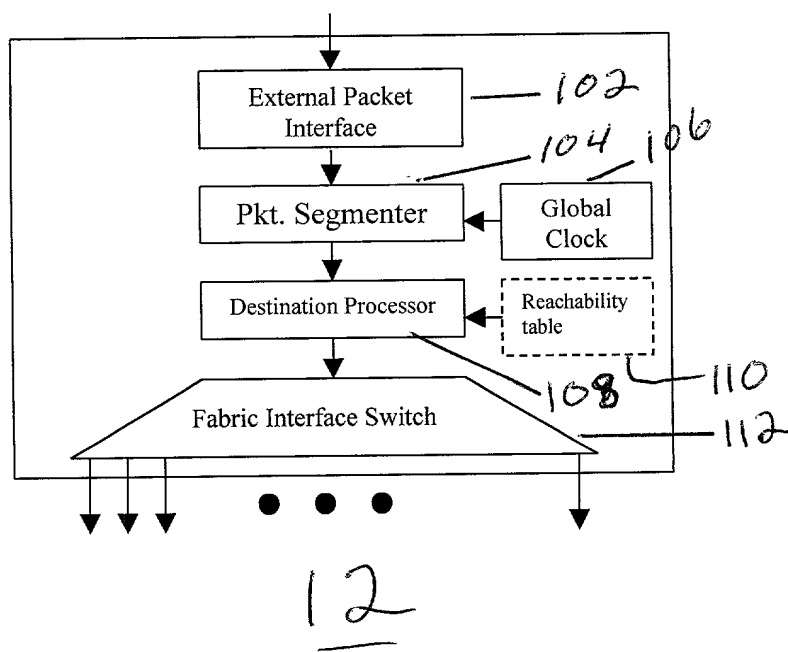 External Packet
Interface
102
104
106
Pkt. Segmenter
Global
Clock
Destination Processor
Reachability
table
108
110
Fabric Interface Switch
112
12